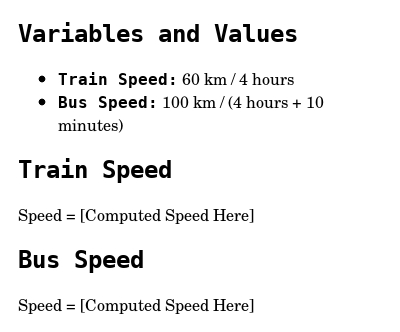 Variables and Values
• Train Speed: 60 km / 4 hours
• Bus Speed: 100 km / (4 hours + 10
minutes)
Train Speed
Speed = [Computed Speed Here]
Bus Speed
Speed = [Computed Speed Here]